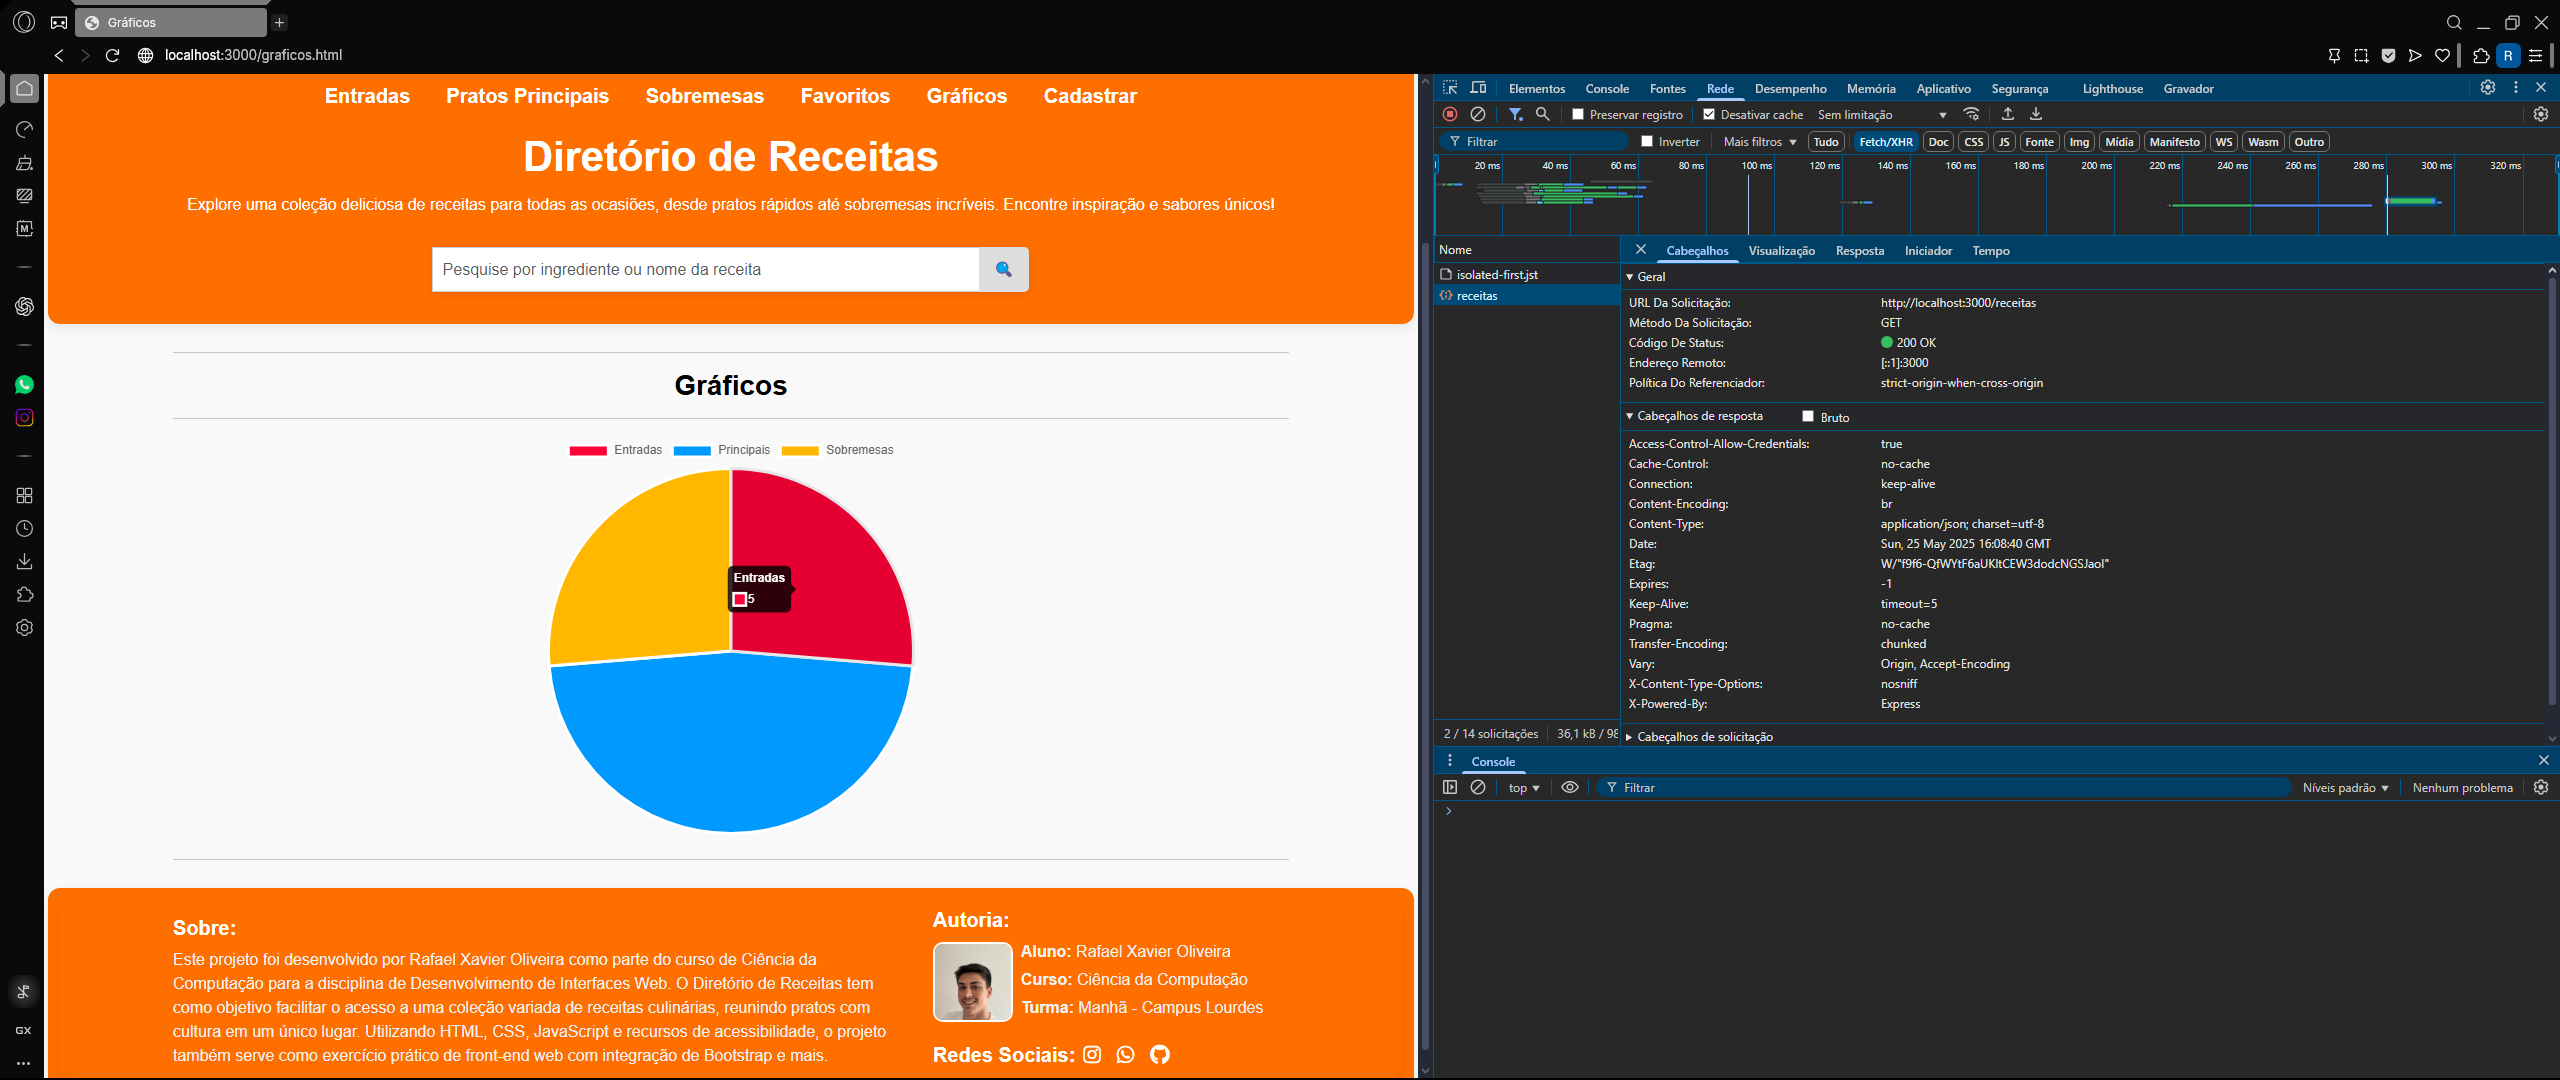 Gráficos
localhost:3000/graficos.html
R
M
GX
Entradas
Pratos Principais
Sobremesas
Favoritos
Gráficos
Cadastrar
Diretório de Receitas
Explore uma coleção deliciosa de receitas para todas as ocasiões, desde pratos rápidos até sobremesas incríveis. Encontre inspiração e sabores únicos!
Pesquise por ingrediente ou nome da receita
Gráficos
Entradas
Principais
Sobremesas
Entradas
5
Sobre:
Este projeto foi desenvolvido por Rafael Xavier Oliveira como parte do curso de Ciência da
Computação para a disciplina de Desenvolvimento de Interfaces Web. O Diretório de Receitas tem
como objetivo facilitar o acesso a uma coleção variada de receitas culinárias, reunindo pratos com
cultura em um único lugar. Utilizando HTML, CSS, JavaScript e recursos de acessibilidade, o projeto
também serve como exercício prático de front-end web com integração de Bootstrap e mais.
Autoria:
Aluno: Rafael Xavier Oliveira
Curso: Ciência da Computação
Turma: Manhã - Campus Lourdes
Redes Sociais:
Elementos
Console
Fontes
Rede
Desempenho
Memória
Aplicativo
Segurança
Lighthouse
Gravador
Preservar registro
Desativar cache
Sem limitação
Filtrar
Inverter
Mais filtros
Tudo
Fetch/XHR
Doc
CSS
JS
Fonte
Img
Mídia
Manifesto
WS
Wasm
Outro
20 ms
40 ms
60 ms
80 ms
100 ms
120 ms
140 ms
160 ms
180 ms
200 ms
220 ms
240 ms
260 ms
280 ms
300 ms
320 ms
Nome
isolated-first.jst
receitas
2 / 14 solicitações
36,1 kB / 98
Cabeçalhos
Visualização
Resposta
Iniciador
Tempo
Geral
URL Da Solicitação: http://localhost:3000/receitas
Método Da Solicitação: GET
Código De Status: 200 OK
Endereço Remoto: [::1]:3000
Política Do Referenciador: strict-origin-when-cross-origin
Cabeçalhos de resposta
Bruto
Access-Control-Allow-Credentials: true
Cache-Control: no-cache
Connection: keep-alive
Content-Encoding: br
Content-Type: application/json; charset=utf-8
Date: Sun, 25 May 2025 16:08:40 GMT
Etag:
Expires: -1
Keep-Alive: timeout=5
Pragma: no-cache
Transfer-Encoding: chunked
Vary: Origin, Accept-Encoding
X-Content-Type-Options: nosniff
X-Powered-By: Express
Cabeçalhos de solicitação
Console
top
Filtrar
Níveis padrão
Nenhum problema